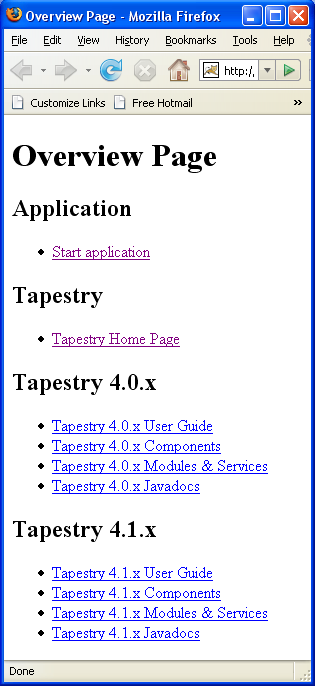 Overview Page - Mozilla Firefox
File Edit View History Bookmarks Tools Help
http:/
Customize Links Free Hotmail »
Overview Page
Application
• Start application
Tapestry
• Tapestry Home Page
Tapestry 4.0.x
• Tapestry 4.0.x User Guide
• Tapestry 4.0.x Components
• Tapestry 4.0.x Modules & Services
• Tapestry 4.0.x Javadocs
Tapestry 4.1.x
• Tapestry 4.1.x User Guide
• Tapestry 4.1.x Components
• Tapestry 4.1.x Modules & Services
• Tapestry 4.1.x Javadocs
Done